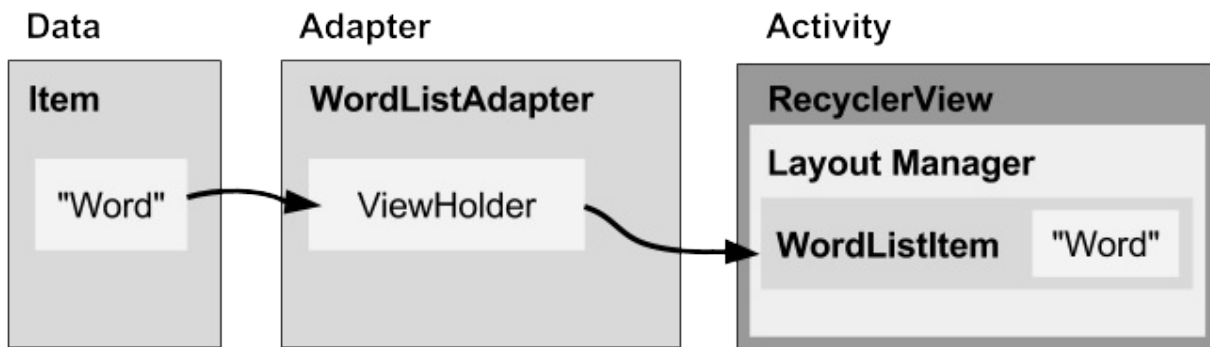 Data
Adapter
Activity
Item
WordListAdapter
RecyclerView
"Word"
ViewHolder
Layout Manager
WordListItem
"Word"